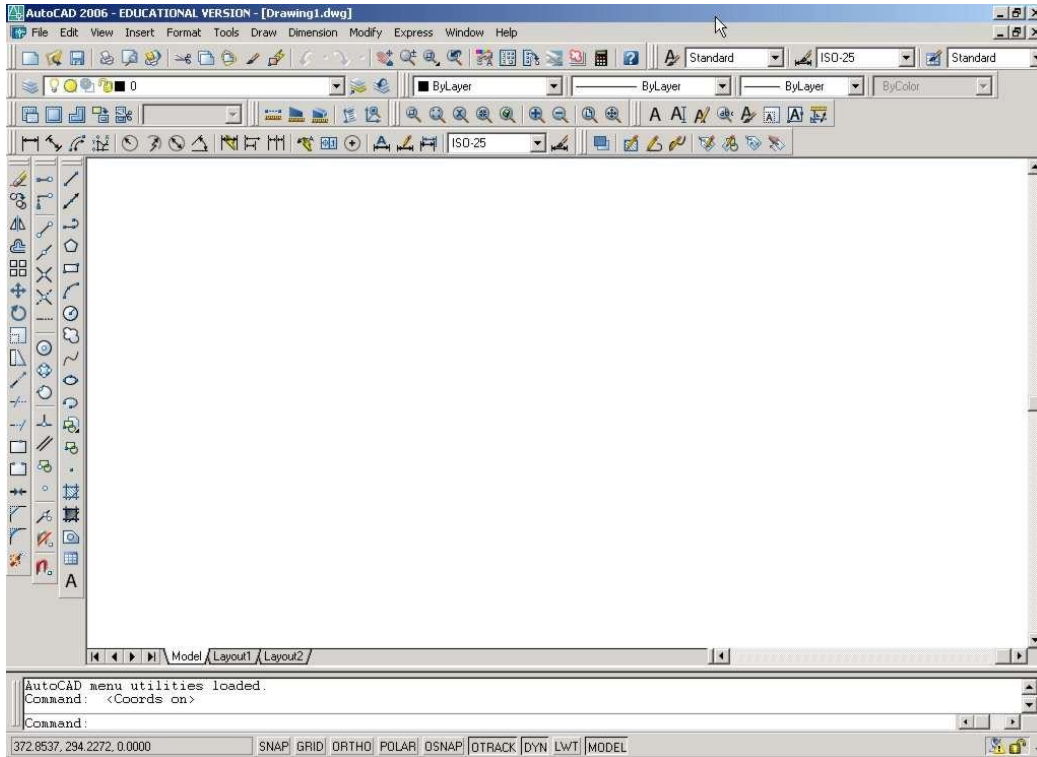 AutoCAD 2006 - EDUCATIONAL VERSION - [Drawing1.dwg]
File Edit View Insert Format Tools Draw Dimension Modify Express Window Help
Standard ISO-25 Standard
0 ByLayer ByLayer ByLayer ByColor
ISO-25
A
Model Layout1 Layout2
AutoCAD menu utilities loaded.
Command: <Coords on>
Command:
372.8537, 294.2272, 0.0000 SNAP GRID ORTHO POLAR OSNAP OTRACK DYN LWT MODEL